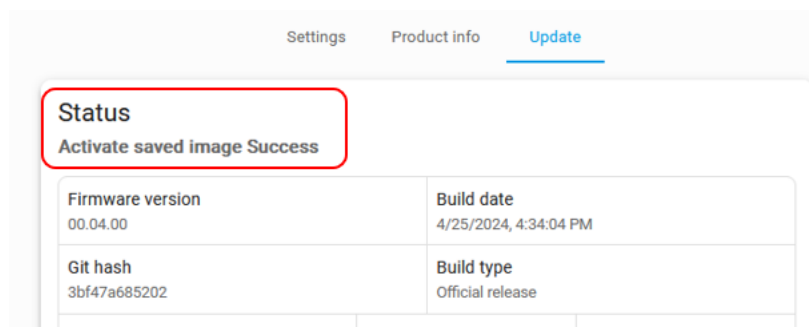 Settings Product info Update
Status
Activate saved image Success
Firmware version Build date
00.04.00 4/25/2024, 4:34:04 PM
Git hash Build type
3bf47a685202 Official release